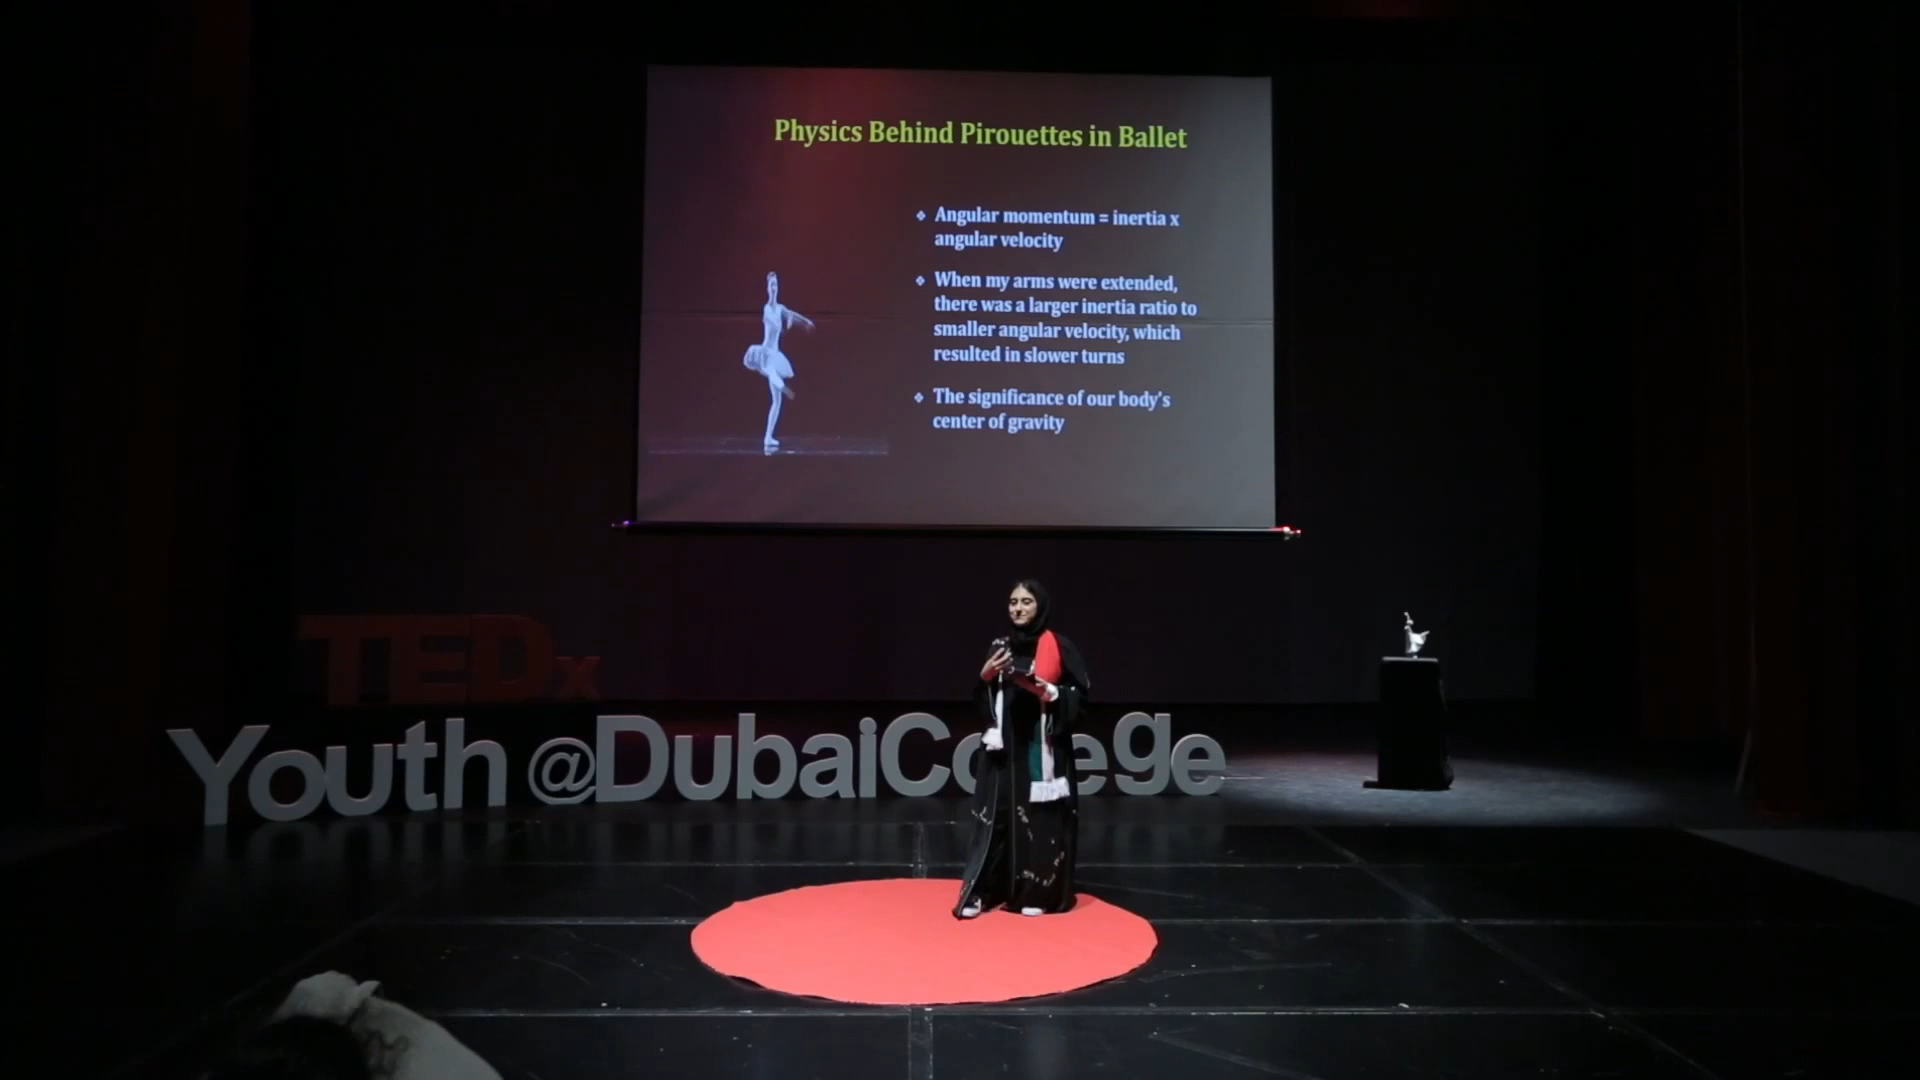 Physics Behind Pirouettes in Ballet
❖ Angular momentum = inertia x
angular velocity
❖ When my arms were extended,
there was a larger inertia ratio to
smaller angular velocity, which
resulted in slower turns
❖ The significance of our body's
center of gravity
TEDx
Youth @DubaiCollege